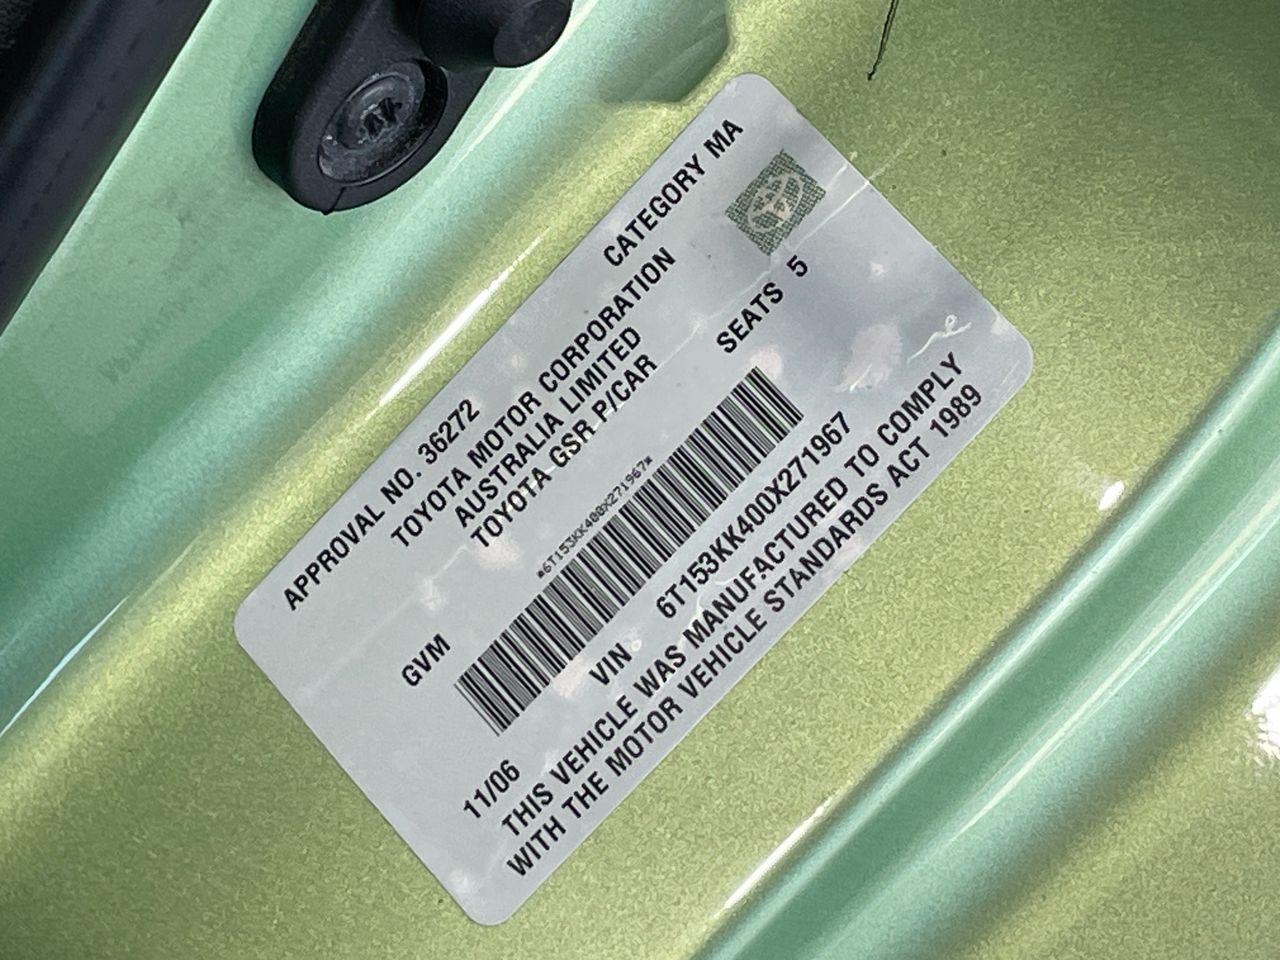 APPROVAL NO. 36272 CATEGORY MA
TOYOTA MOTOR CORPORATION
AUSTRALIA LIMITED
TOYOTA GSR P/CAR
GVM SEATS 5
*6T153KK400X271967*
VIN 6T153KK400X271967
11/06
THIS VEHICLE WAS MANUFACTURED TO COMPLY
WITH THE MOTOR VEHICLE STANDARDS ACT 1989